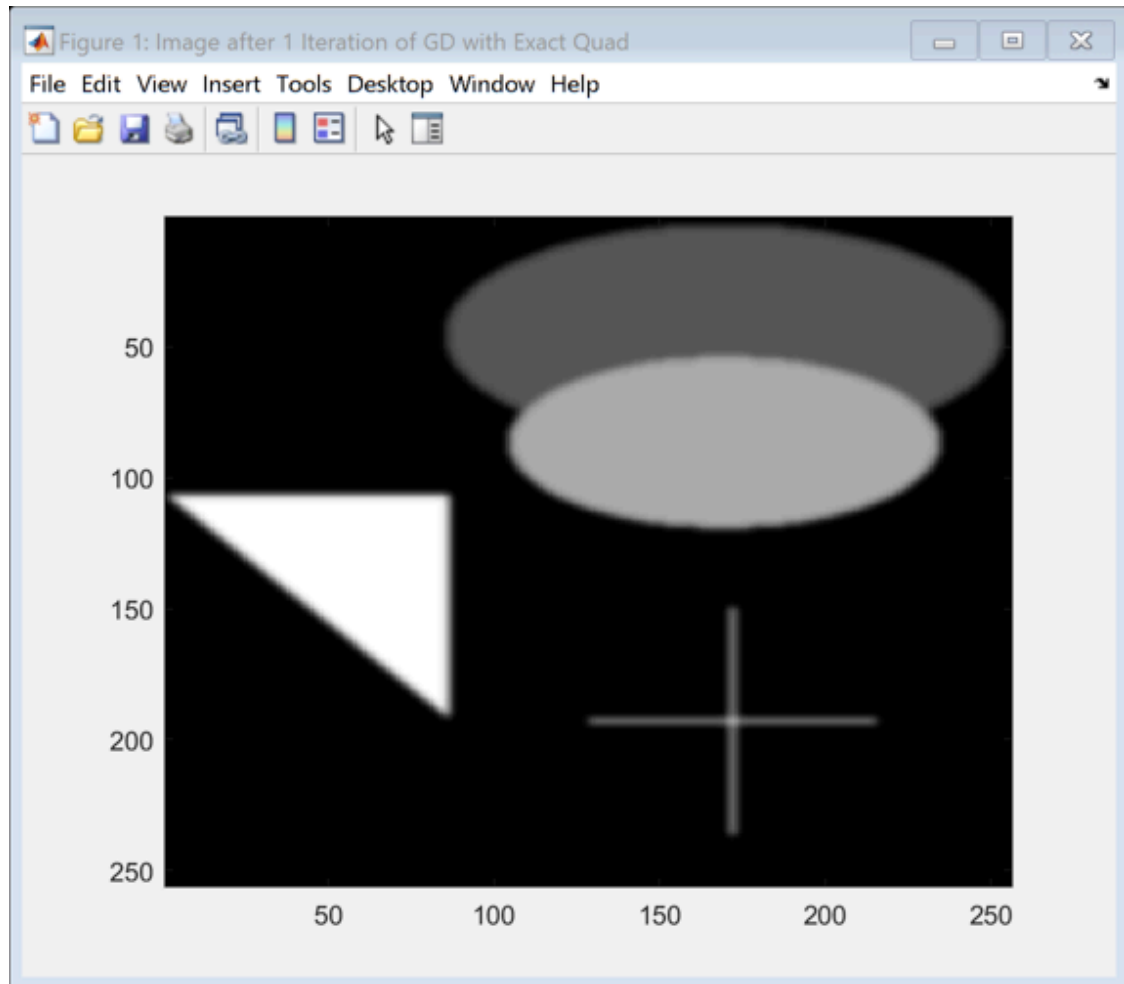 Figure 1: Image after 1 Iteration of GD with Exact Quad
File Edit View Insert Tools Desktop Window Help
50
100
150
200
250
50 100 150 200 250